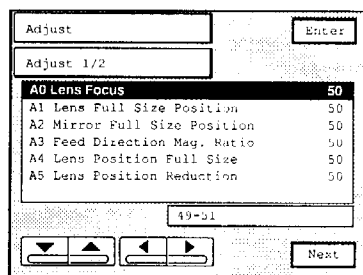 Adjust
Enter
Adjust 1/2
A0 Lens Focus 50
A1 Lens Full Size Position 50
A2 Mirror Full Size Position 50
A3 Feed Direction Mag. Ratio 50
A4 Lens Position Full Size 50
A5 Lens Position Reduction 50
49-51
Next